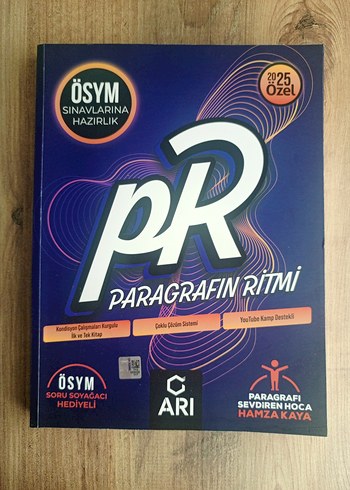 ÖSYM
SINAVLARINA
HAZIRLIK
2025
Özel
PR
PARAGRAFIN RİTMİ
Kondisyon Çalışmaları Kurgulu
İlk ve Tek Kitap
Çoklu Çözüm Sistemi
YouTube Kamp Destekli
ÖSYM
SORU SOYAĞACI
HEDİYELİ
ARI
PARAGRAFI
SEVDİREN HOCA
HAMZA KAYA